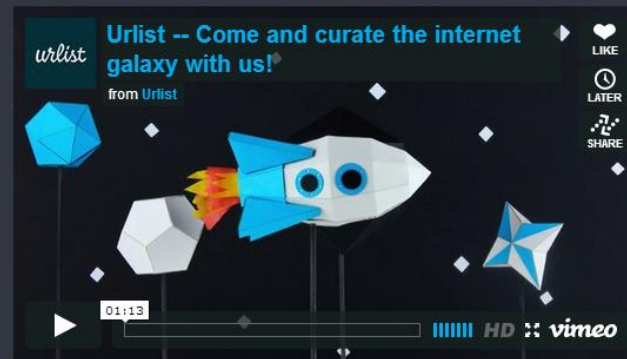 urlist
Urlist -- Come and curate the internet
galaxy with us!
from Urlist
LIKE
LATER
SHARE
01:13
HD vimeo